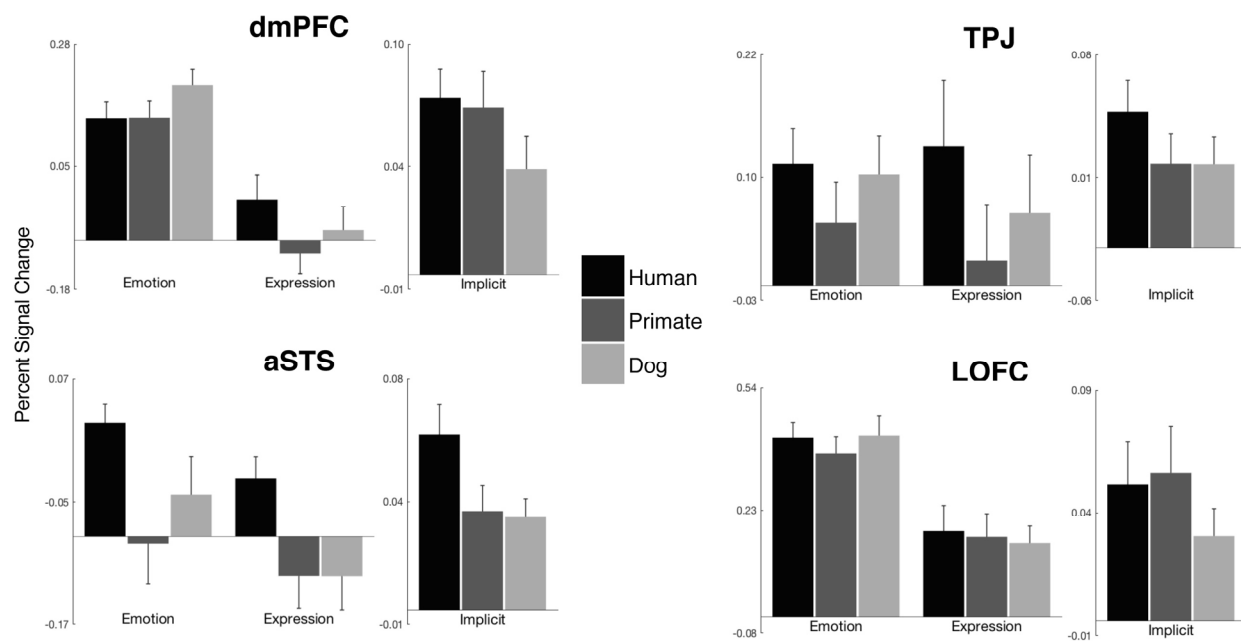 dmPFC
0.28
0.05
-0.18
Emotion
Expression
0.10
0.04
-0.01
Implicit
TPJ
0.22
0.10
-0.03
Emotion
Expression
0.08
0.01
-0.06
Implicit
Percent Signal Change
Human
Primate
Dog
aSTS
0.07
-0.05
-0.17
Emotion
Expression
0.08
0.04
-0.01
Implicit
LOFC
0.54
0.23
-0.08
Emotion
Expression
0.09
0.04
-0.01
Implicit